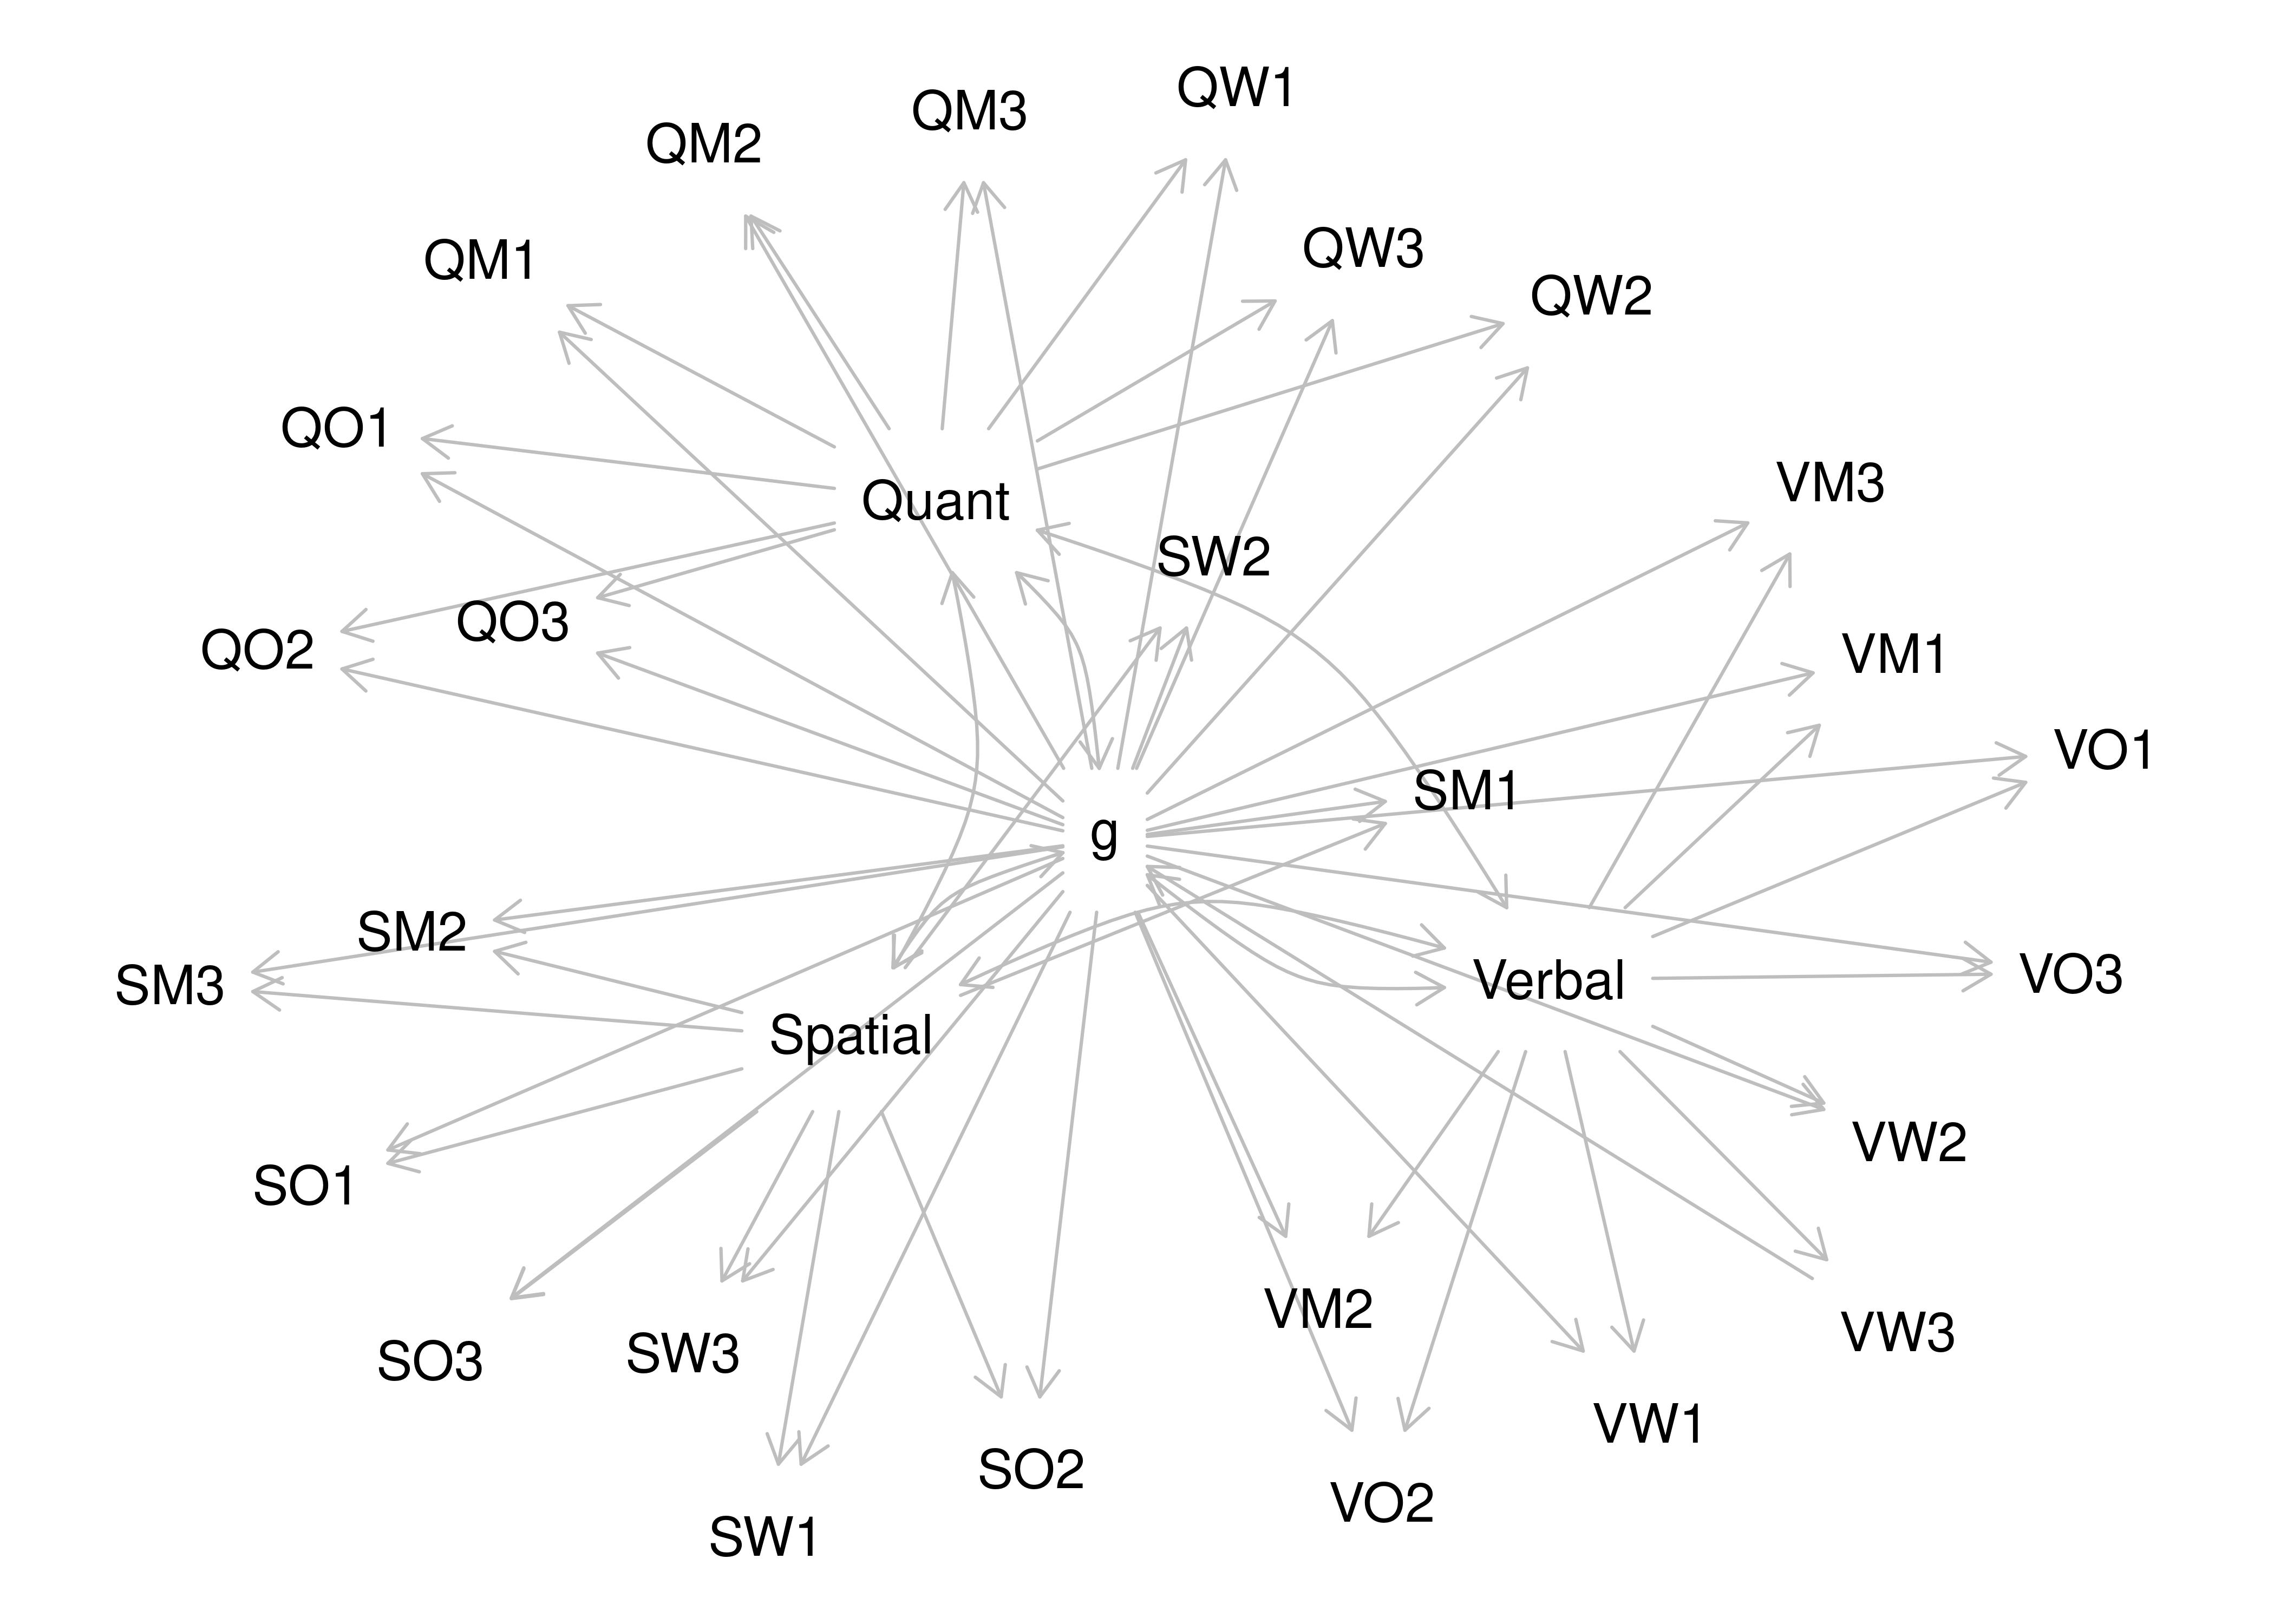 QW1
QM3
QM2
QW3
QM1
QW2
QO1
VM3
Quant
SW2
QO3
QO2
VM1
VO1
SM1
g
SM2
VO3
Verbal
SM3
Spatial
VW2
SO1
VM2
VW3
SW3
SO3
VW1
SO2
VO2
SW1